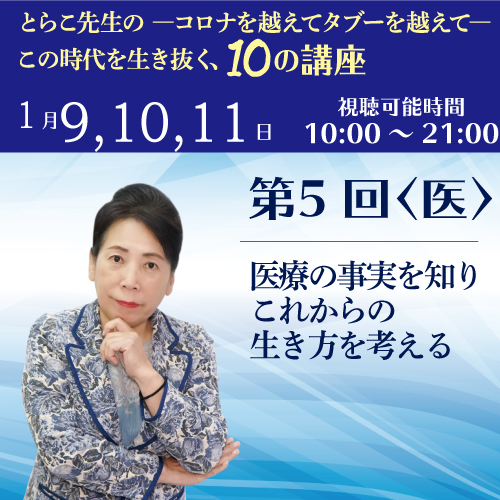 とらこ先生の ―コロナを越えてタブーを越えて―
この時代を生き抜く、10の講座
1月9,10,11日
視聴可能時間
10:00 〜 21:00
第5回〈医〉
医療の事実を知り
これからの
生き方を考える